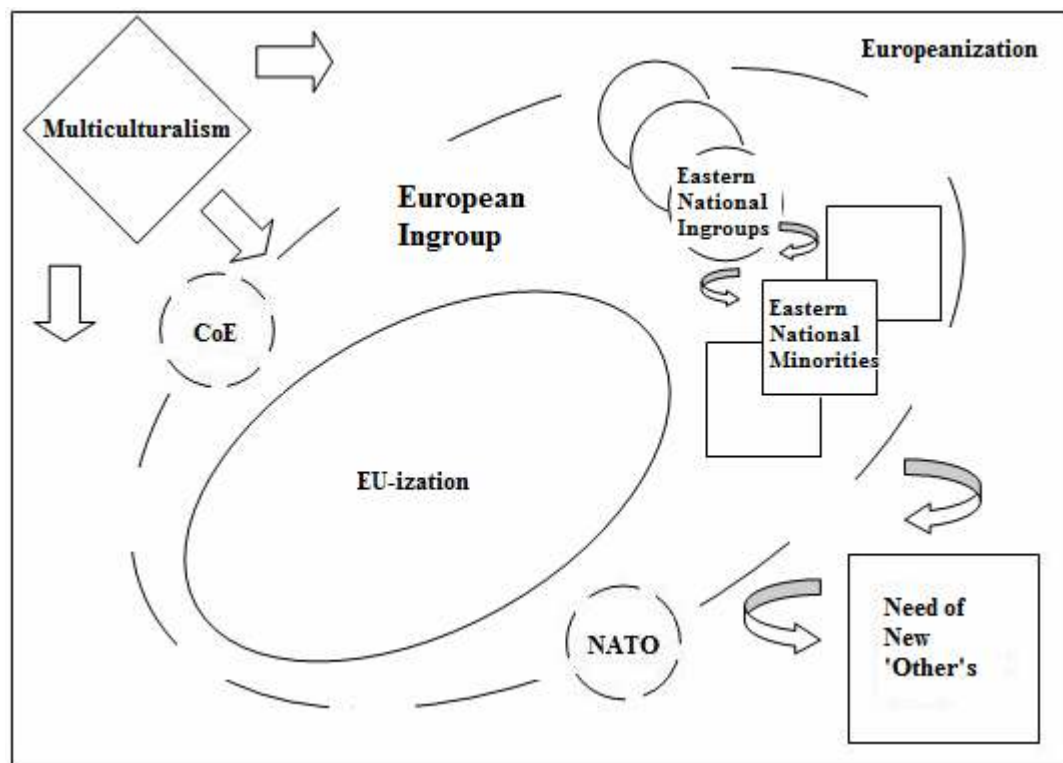 Europeanization
Multiculturalism
European
Ingroup
Eastern
National
Ingroups
CoE
Eastern
National
Minorities
EU-ization
NATO
Need of
New
'Other's